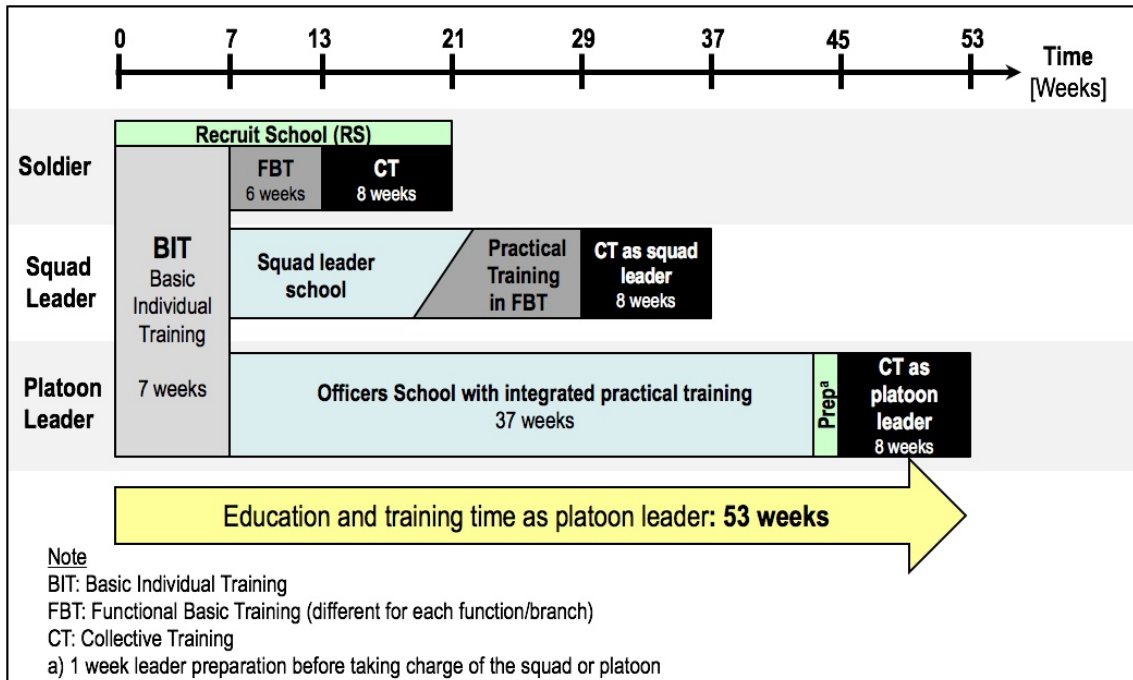 0 7 13 21 29 37 45 53
Time
[Weeks]
Recruit School (RS)
Soldier
FBT
6 weeks
CT
8 weeks
BIT
Basic
Individual
Training
7 weeks
Squad
Leader
Squad leader
school
Practical
Training
in FBT
CT as squad
leader
8 weeks
Platoon
Leader
Officers School with integrated practical training
37 weeks
Prepᵃ
CT as
platoon
leader
8 weeks
Education and training time as platoon leader: 53 weeks
Note
BIT: Basic Individual Training
FBT: Functional Basic Training (different for each function/branch)
CT: Collective Training
a) 1 week leader preparation before taking charge of the squad or platoon